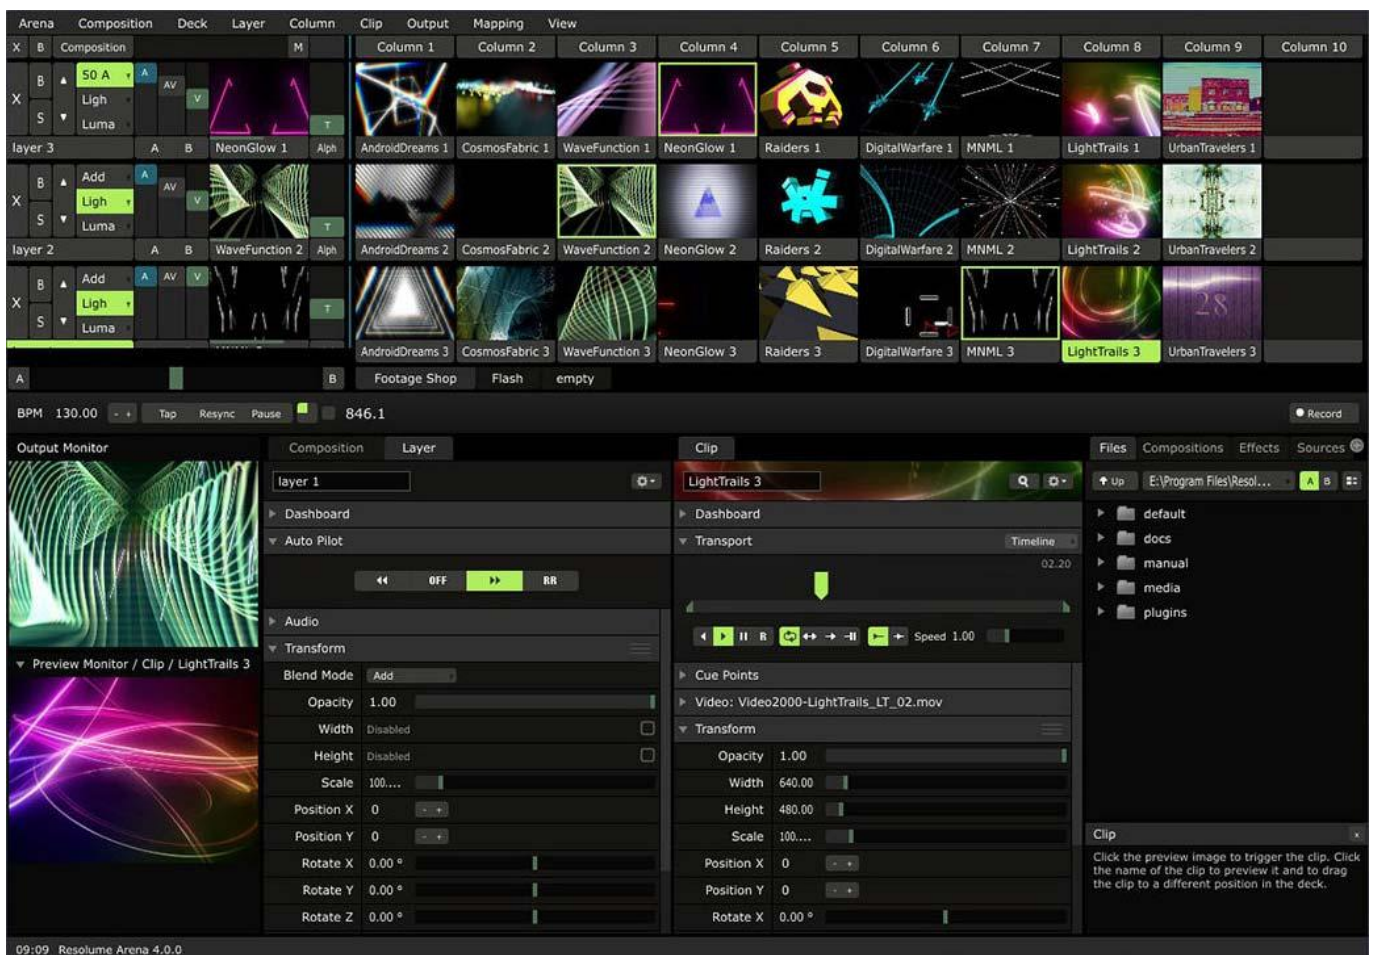 Arena Composition Deck Layer Column Clip Output Mapping View
X B Composition M Column 1 Column 2 Column 3 Column 4 Column 5 Column 6 Column 7 Column 8 Column 9 Column 10
B 50 A A AV V
X Ligh
S Luma T
layer 3 A B NeonGlow 1 Alph AndroidDreams 1 CosmosFabric 1 WaveFunction 1 NeonGlow 1 Raiders 1 DigitalWarfare 1 MNML 1 LightTrails 1 UrbanTravelers 1
B Add A AV V
X Ligh
S Luma T
layer 2 A B WaveFunction 2 Alph AndroidDreams 2 CosmosFabric 2 WaveFunction 2 NeonGlow 2 Raiders 2 DigitalWarfare 2 MNML 2 LightTrails 2 UrbanTravelers 2
B Add A AV V
X Ligh T
S Luma
28
AndroidDreams 3 CosmosFabric 3 WaveFunction 3 NeonGlow 3 Raiders 3 DigitalWarfare 3 MNML 3 LightTrails 3 UrbanTravelers 3
A B Footage Shop Flash empty
BPM 130.00 - + Tap Resync Pause 846.1 Record
Output Monitor Composition Layer Clip Files Compositions Effects Sources
layer 1 LightTrails 3 Up E:\Program Files\Resol... A B
Dashboard Dashboard default
Auto Pilot Transport Timeline docs
02.20 manual
OFF RR media
plugins
Audio R Speed 1.00
Transform
Preview Monitor / Clip / LightTrails 3
Blend Mode Add Cue Points
Opacity 1.00 Video: Video2000-LightTrails_LT_02.mov
Width Disabled Transform
Height Disabled Opacity 1.00
Scale 100.... Width 640.00
Position X 0 - + Height 480.00
Position Y 0 - + Scale 100.... Clip x
Rotate X 0.00 ° Position X 0 - + Click the preview image to trigger the clip. Click
the name of the clip to preview it and to drag
Rotate Y 0.00 ° Position Y 0 - + the clip to a different position in the deck.
Rotate Z 0.00 ° Rotate X 0.00 °
09:09 Resolume Arena 4.0.0